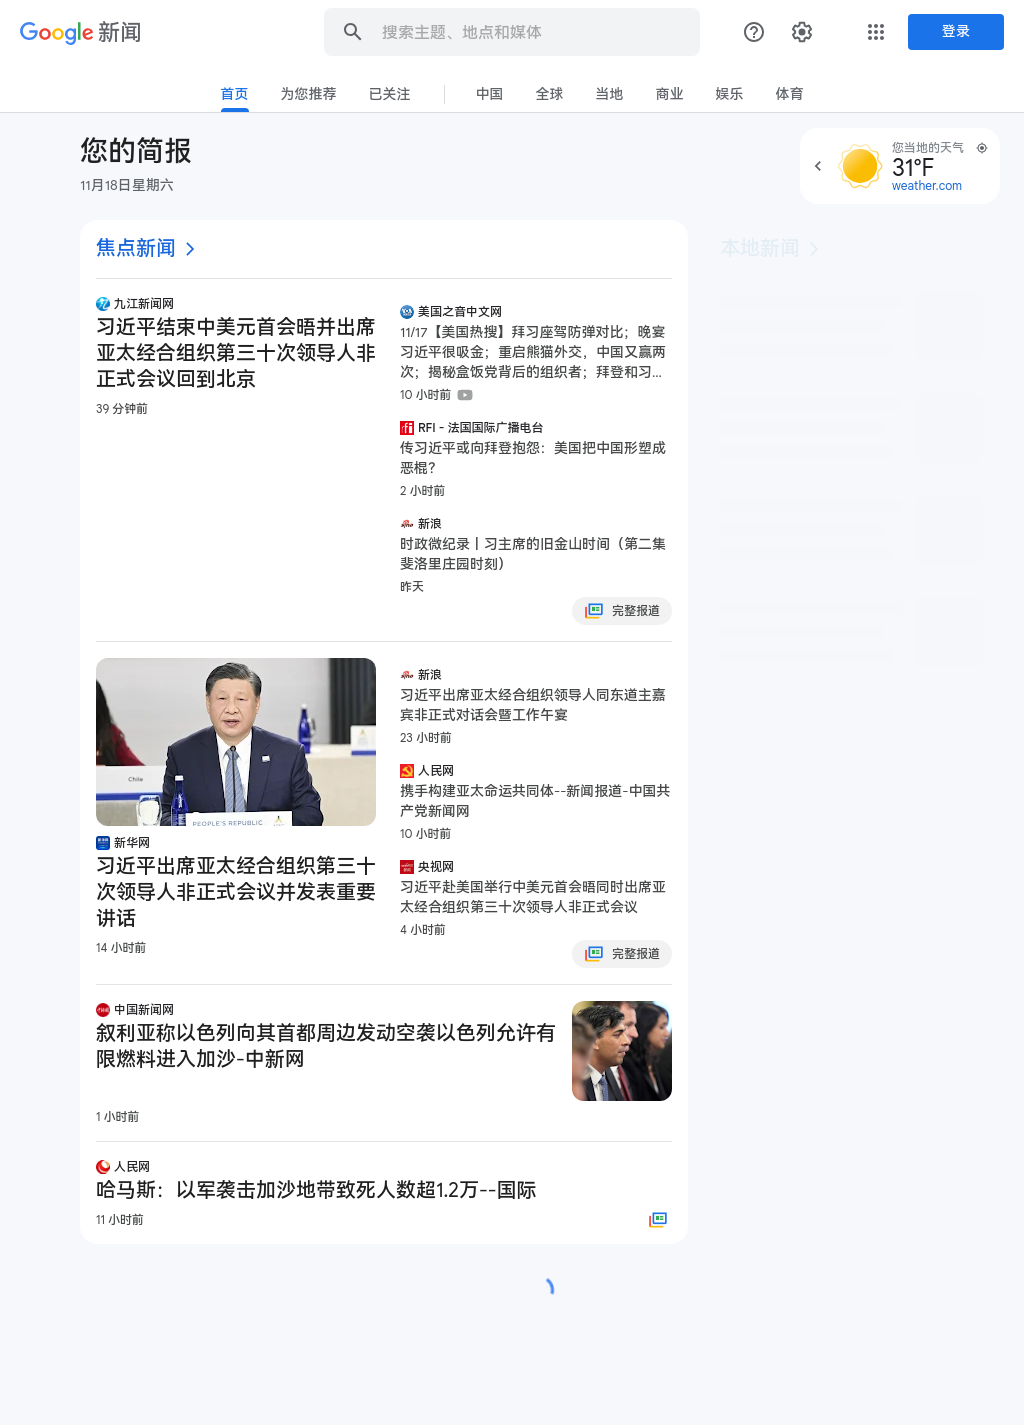 Google 新闻
搜索主题、地点和媒体
登录
首页
为您推荐
已关注
中国
全球
当地
商业
娱乐
体育
您的简报
11月18日星期六
您当地的天气
31°F
weather.com
焦点新闻
九江新闻网
习近平结束中美元首会晤并出席
亚太经合组织第三十次领导人非
正式会议回到北京
39 分钟前
美国之音中文网
11/17【美国热搜】拜习座驾防弹对比；晚宴
习近平很吸金；重启熊猫外交，中国又赢两
次；揭秘盒饭党背后的组织者；拜登和习...
10 小时前
RFI - 法国国际广播电台
传习近平或向拜登抱怨：美国把中国形塑成
恶棍？
2 小时前
新浪
时政微纪录丨习主席的旧金山时间（第二集
斐洛里庄园时刻）
昨天
完整报道
Chile
PEOPLE'S REPUBLIC
新华网
习近平出席亚太经合组织第三十
次领导人非正式会议并发表重要
讲话
14 小时前
新浪
习近平出席亚太经合组织领导人同东道主嘉
宾非正式对话会暨工作午宴
23 小时前
人民网
携手构建亚太命运共同体--新闻报道-中国共
产党新闻网
10 小时前
央视网
习近平赴美国举行中美元首会晤同时出席亚
太经合组织第三十次领导人非正式会议
4 小时前
完整报道
中国新闻网
叙利亚称以色列向其首都周边发动空袭以色列允许有
限燃料进入加沙-中新网
1 小时前
人民网
哈马斯：以军袭击加沙地带致死人数超1.2万--国际
11 小时前
本地新闻